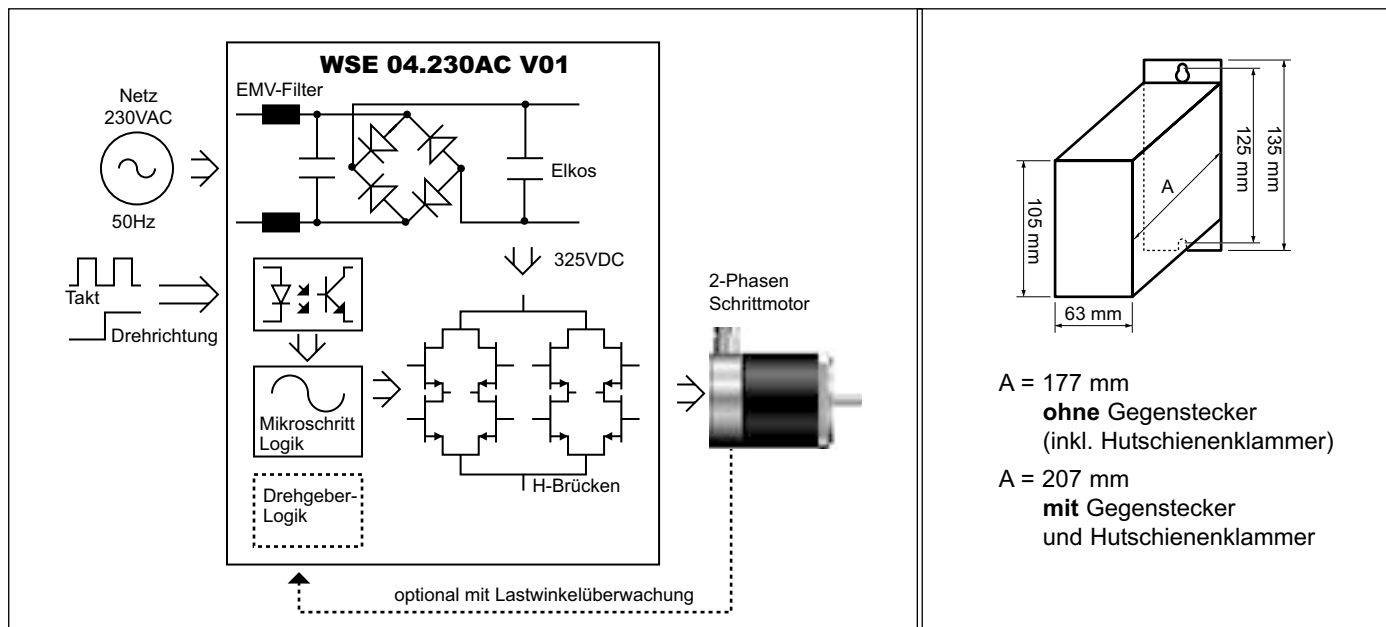 WSE 04.230AC V01
EMV-Filter
Netz
230VAC
50Hz
Elkos
325VDC
Takt
Drehrichtung
2-Phasen
Schrittmotor
Mikroschritt
Logik
H-Brücken
Drehgeber-
Logik
optional mit Lastwinkelüberwachung
A
105 mm
125 mm
135 mm
63 mm
A = 177 mm
ohne Gegenstecker
(inkl. Hutschienenklammer)
A = 207 mm
mit Gegenstecker
und Hutschienenklammer